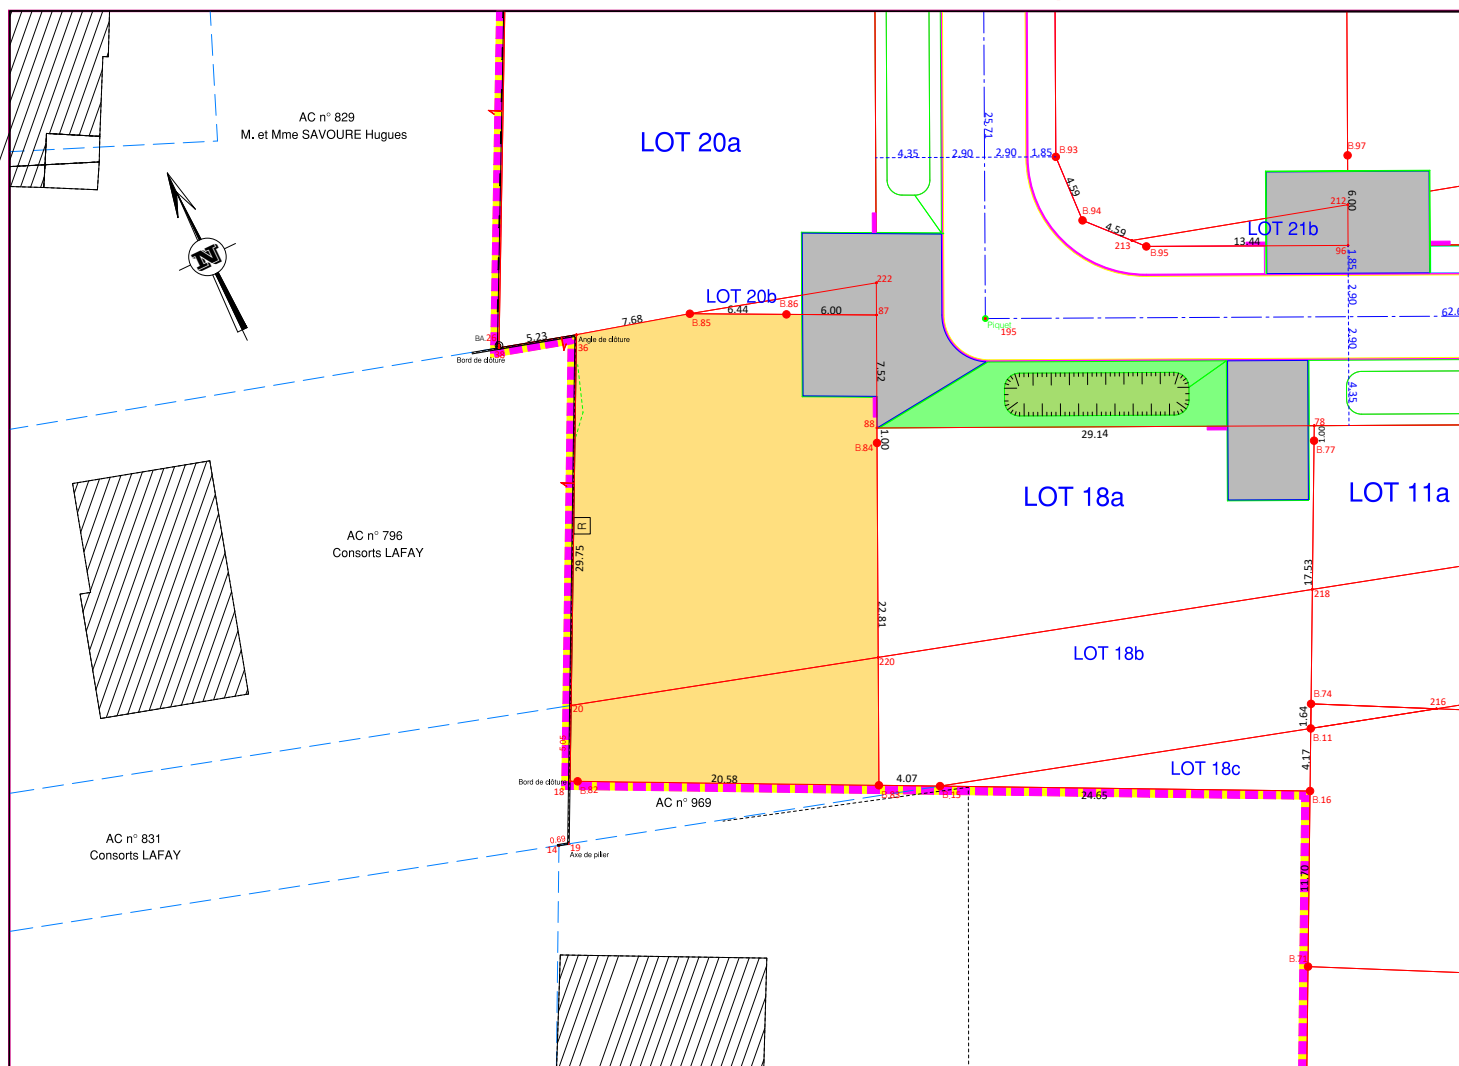 AC n° 829
M. et Mme SAVOURE Hugues
LOT 20a
25.71
4.35
2.90
2.90
1.85
B.93
B.97
4.59
B.94
4.59
213
B.95
13.44
LOT 21b
212
6.00
96
1.85
2.90
2.90
4.35
N
222
LOT 20b
B.86
6.44
6.00
87
B.85
7.68
5.23
Angle de clôture
36
Bord de clôture
Piquet
195
7.52
88
1.00
B.84
29.14
78
1.00
B.77
LOT 18a
LOT 11a
R
29.75
AC n° 796
Consorts LAFAY
17.53
218
22.81
220
LOT 18b
20
B.74
216
1.64
B.11
4.17
LOT 18c
Bord de clôture
18
B.82
20.58
4.07
B.15
24.65
B.16
AC n° 969
AC n° 831
Consorts LAFAY
0.69
14
19
Axe de pilier
11.70